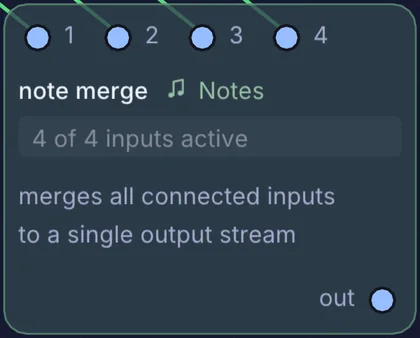 1 2 3 4
note merge ♫ Notes
4 of 4 inputs active
merges all connected inputs
to a single output stream
out